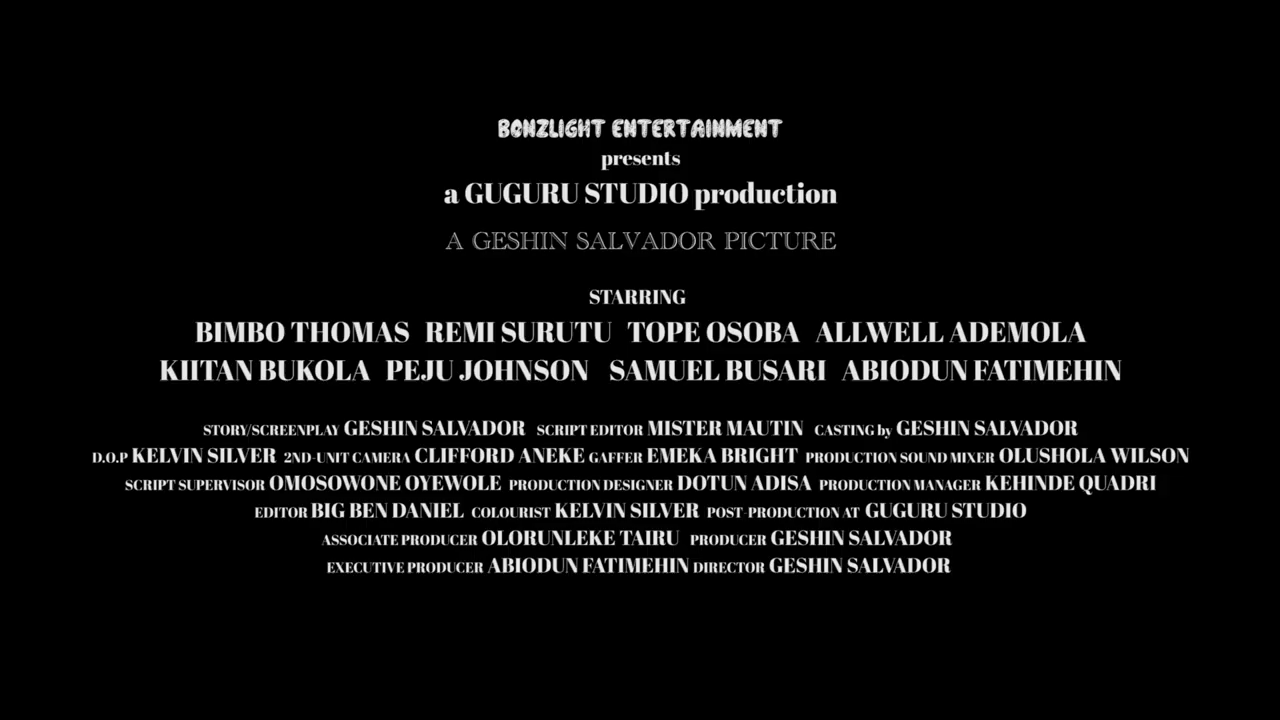 BONZLIGHT ENTERTAINMENT
presents
a GUGURU STUDIO production
A GESHIN SALVADOR PICTURE
STARRING
BIMBO THOMAS REMI SURUTU TOPE OSOBA ALLWELL ADEMOLA
KIITAN BUKOLA PEJU JOHNSON SAMUEL BUSARI ABIODUN FATIMEHIN
STORY/SCREENPLAY GESHIN SALVADOR SCRIPT EDITOR MISTER MAUTIN CASTING by GESHIN SALVADOR
D.O.P KELVIN SILVER 2ND-UNIT CAMERA CLIFFORD ANEKE GAFFER EMEKA BRIGHT PRODUCTION SOUND MIXER OLUSHOLA WILSON
SCRIPT SUPERVISOR OMOSOWONE OYEWOLE PRODUCTION DESIGNER DOTUN ADISA PRODUCTION MANAGER KEHINDE QUADRI
EDITOR BIG BEN DANIEL COLOURIST KELVIN SILVER POST-PRODUCTION AT GUGURU STUDIO
ASSOCIATE PRODUCER OLORUNLEKE TAIRU PRODUCER GESHIN SALVADOR
EXECUTIVE PRODUCER ABIODUN FATIMEHIN DIRECTOR GESHIN SALVADOR